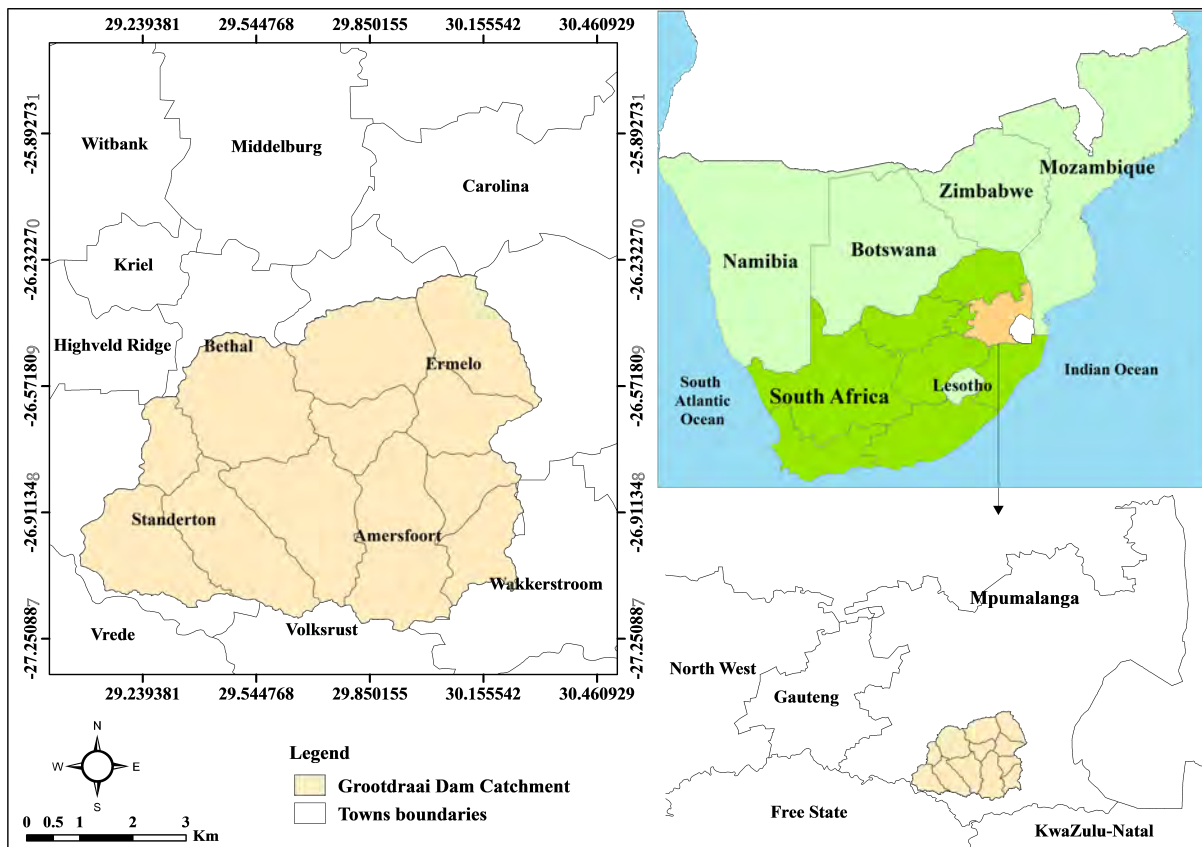 29.239381 29.544768 29.850155 30.155542 30.460929
-25.892731
-26.232270
-26.571809
-26.911348
-27.250887
Witbank
Middelburg
Carolina
Kriel
Highveld Ridge
Bethal
Ermelo
Standerton
Amersfoort
Wakkerstroom
Vrede
Volksrust
-25.892731
-26.232270
-26.571809
-26.911348
-27.250887
29.239381 29.544768 29.850155 30.155542 30.460929
N
W E
S
0 0.5 1 2 3
Km
Legend
Grootdraai Dam Catchment
Towns boundaries
Mozambique
Zimbabwe
Botswana
Namibia
South Africa
Lesotho
South
Atlantic
Ocean
Indian Ocean
Mpumalanga
North West
Gauteng
Free State
KwaZulu-Natal